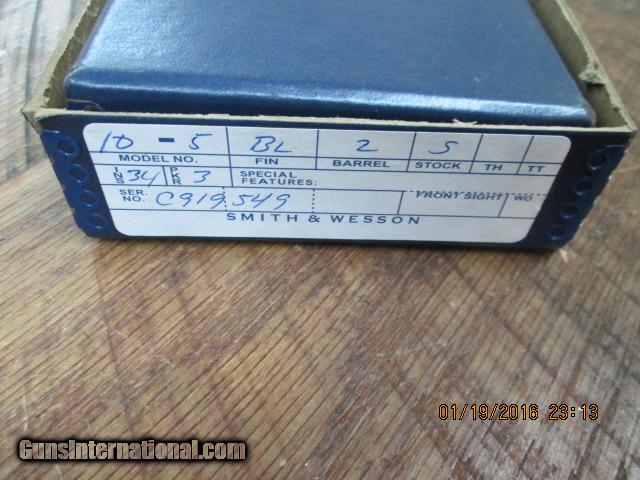 10 - 5 BL 2 S
MODEL NO. FIN BARREL STOCK TH TT
INS 34 PKR 3 SPECIAL FEATURES:
SER. NO. C919549 FRONT SIGHT WO
SMITH & WESSON
01/19/2016 23:13
GunsInternational.com